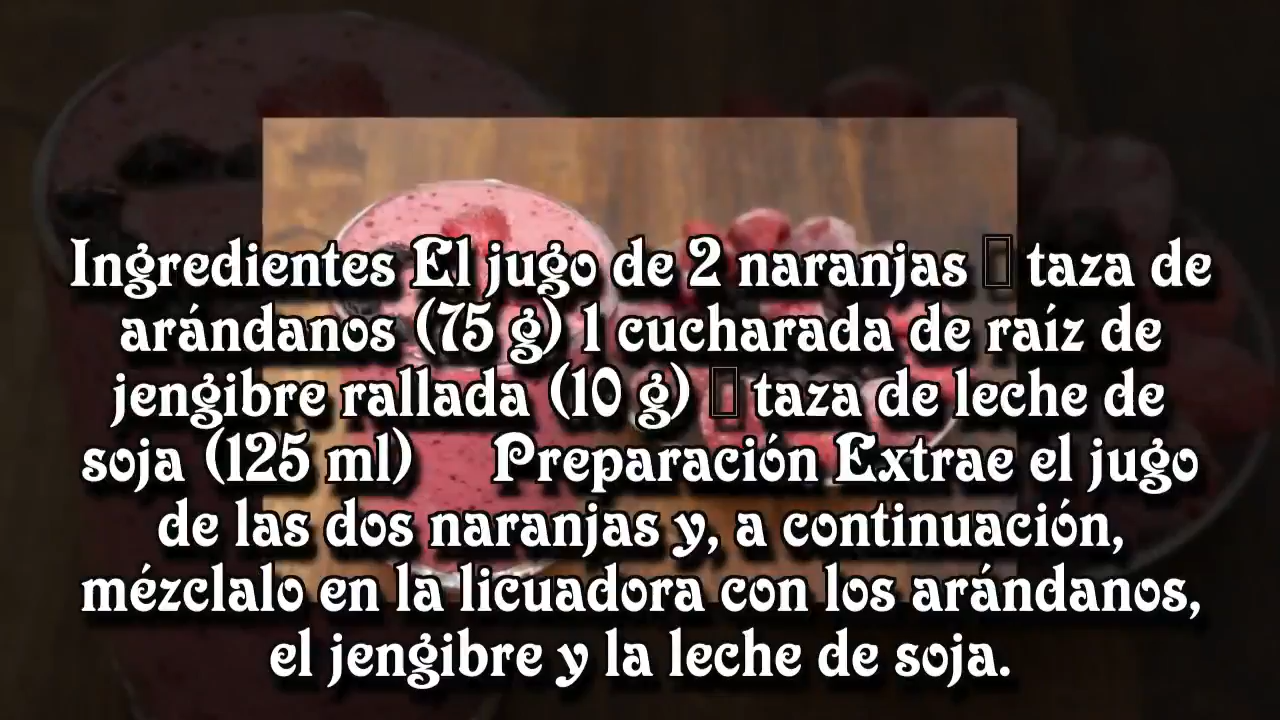 Ingredientes El jugo de 2 naranjas ▯ taza de
arándanos (75 g) 1 cucharada de raíz de
jengibre rallada (10 g) ▯ taza de leche de
soja (125 ml) Preparación Extrae el jugo
de las dos naranjas y, a continuación,
mézclalo en la licuadora con los arándanos,
el jengibre y la leche de soja.